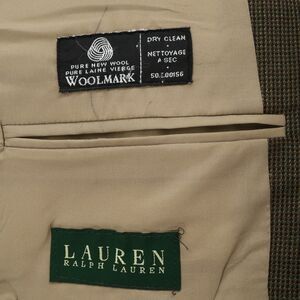 PURE NEW WOOL
PURE LAINE VIERGE
WOOLMARK
DRY CLEAN
NETTOYAGE
A SEC
LAUREN
RALPH LAUREN